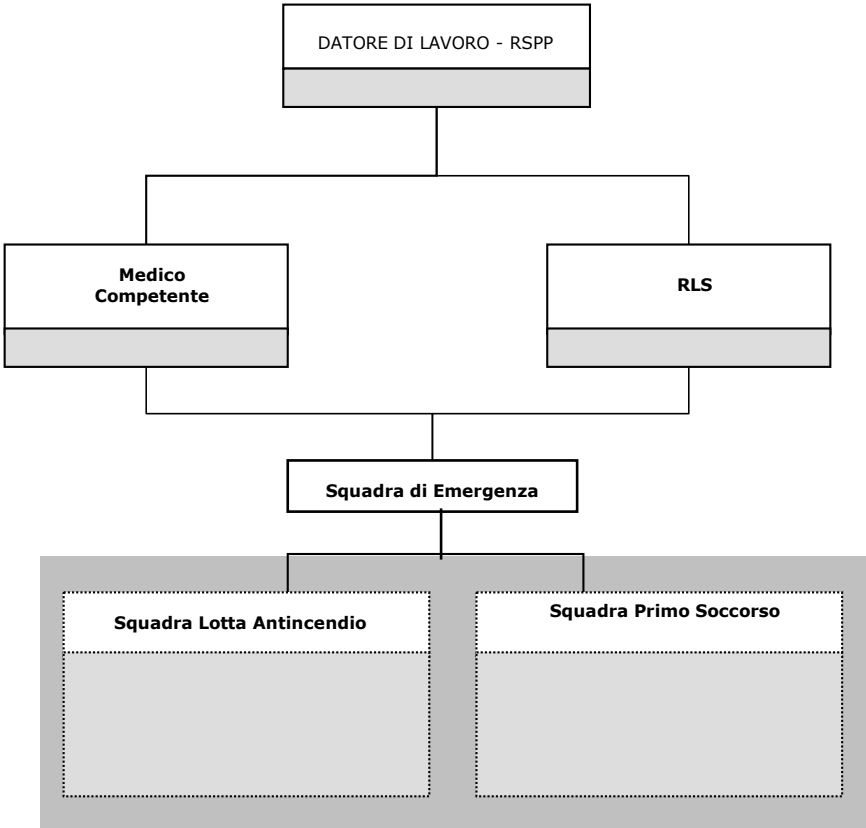 DATORE DI LAVORO - RSPP
Medico
Competente
RLS
Squadra di Emergenza
Squadra Lotta Antincendio
Squadra Primo Soccorso